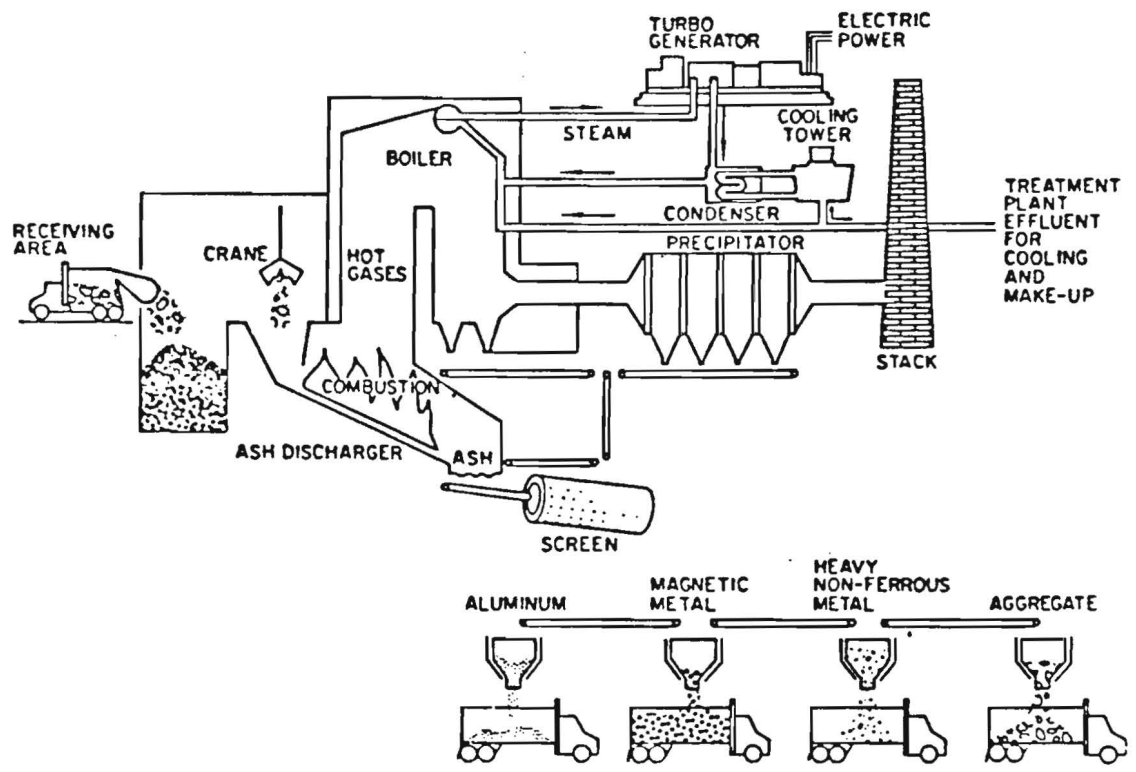 TURBO
GENERATOR
ELECTRIC
POWER
STEAM
COOLING
TOWER
BOILER
CONDENSER
TREATMENT
PLANT
EFFLUENT
FOR
COOLING
AND
MAKE-UP
RECEIVING
AREA
CRANE
HOT
GASES
PRECIPITATOR
STACK
COMBUSTION
ASH DISCHARGER
ASH
SCREEN
ALUMINUM
MAGNETIC
METAL
HEAVY
NON-FERROUS
METAL
AGGREGATE